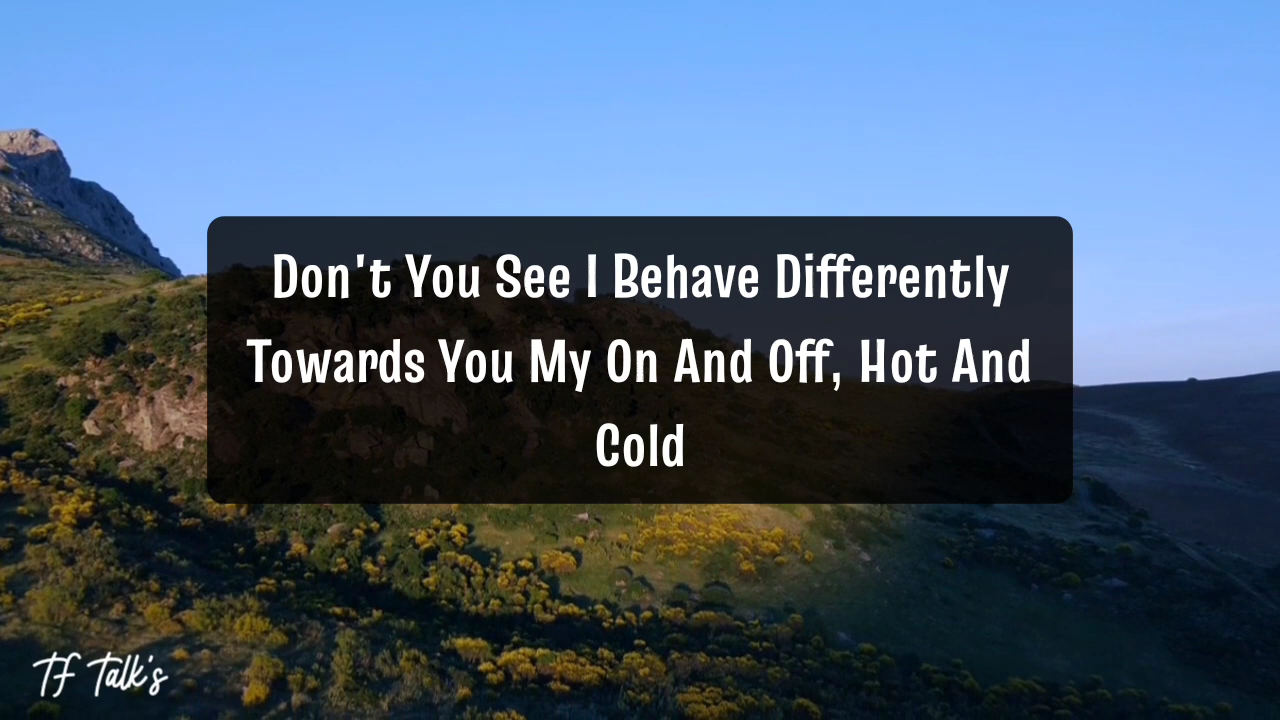 Don't You See I Behave Differently
Towards You My On And Off, Hot And
Cold
TF Talk's